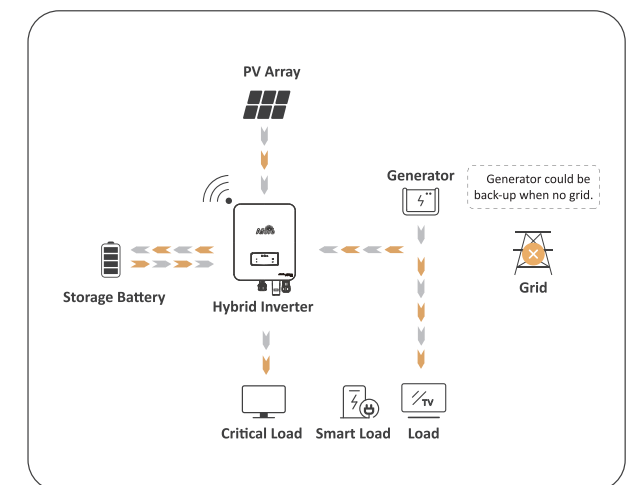 PV Array
Generator
Generator could be
back-up when no grid.
Storage Battery
Hybrid Inverter
Grid
TV
Critical Load
Smart Load
Load